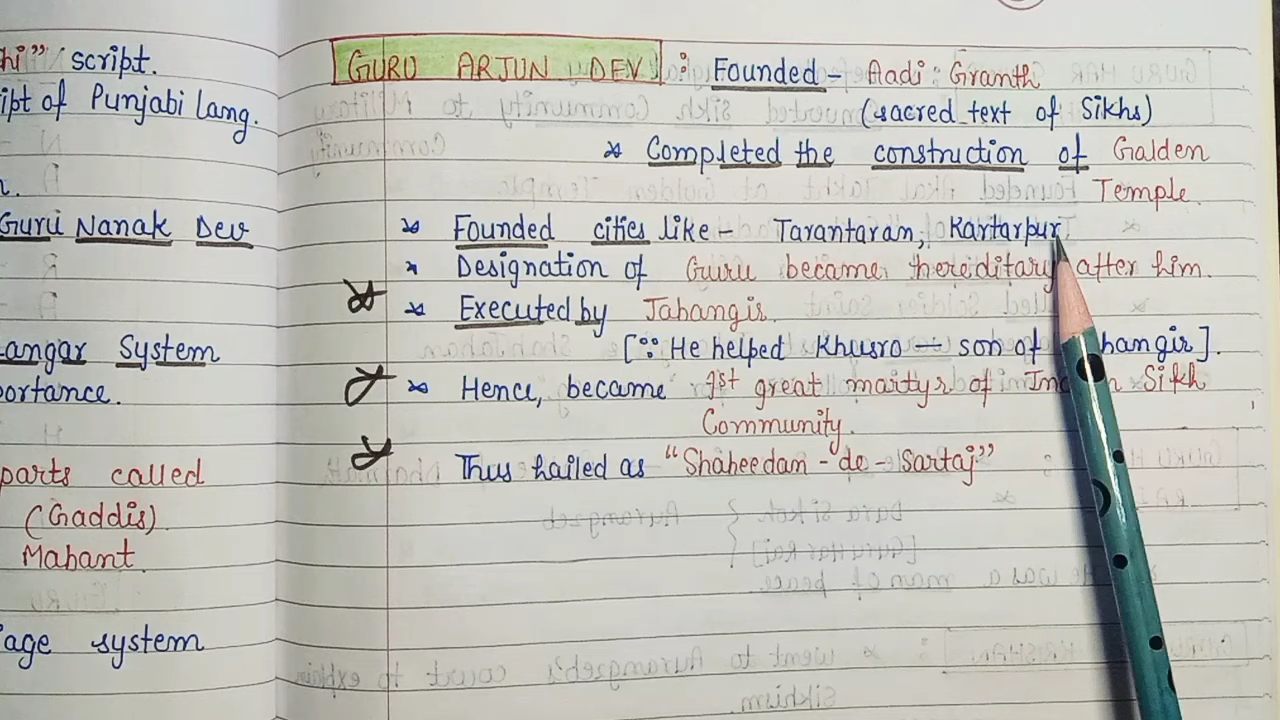 hi" script.
ipt of Punjabi Lang.
Guru Nanak Dev
angar System
portance.
parts called
(Gaddis)
Mahant
age system
GURU ARJUN DEV : Founded - Aadi : Granth
(sacred text of Sikhs)
* Completed the construction of Golden
Temple.
* Founded cities like - Tarantaran, Kartarpur
* Designation of Guru became hereditary after him.
* Executed by Jahangir.
[∵ He helped Khusro - son of hangir].
* Hence, became 1st great martyr of In n Sikh
Community.
Thus hailed as "Shaheedan-de-Sartaj"